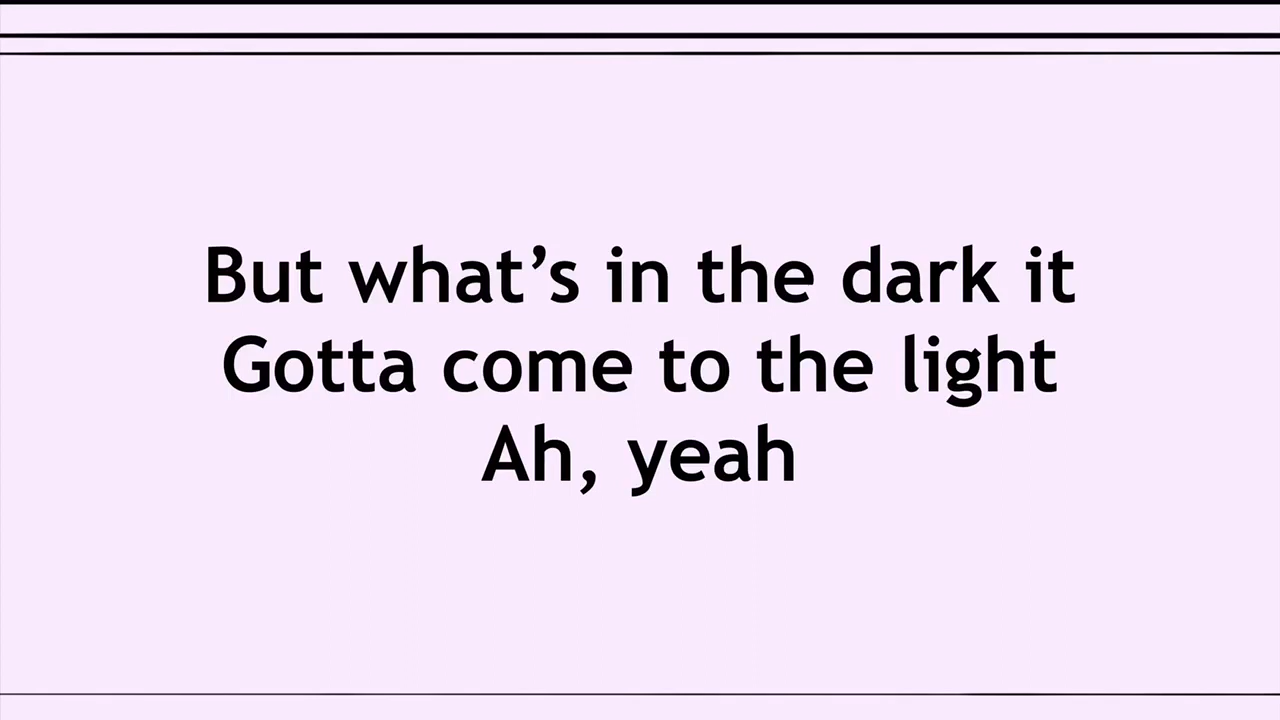 But what’s in the dark it
Gotta come to the light
Ah, yeah